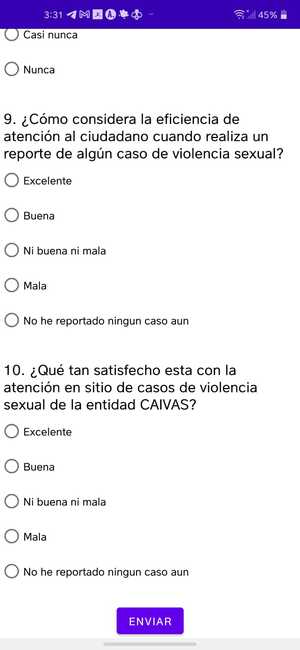 3:31
45%
Casi nunca
Nunca
9. ¿Cómo considera la eficiencia de
atención al ciudadano cuando realiza un
reporte de algún caso de violencia sexual?
Excelente
Buena
Ni buena ni mala
Mala
No he reportado ningun caso aun
10. ¿Qué tan satisfecho esta con la
atención en sitio de casos de violencia
sexual de la entidad CAIVAS?
Excelente
Buena
Ni buena ni mala
Mala
No he reportado ningun caso aun
ENVIAR